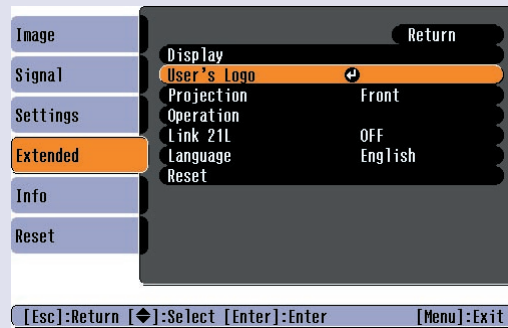 Image
Signal
Settings
Extended
Info
Reset
Return
Display
User's Logo
Projection Front
Operation
Link 21L OFF
Language English
Reset
[Esc]:Return [◆]:Select [Enter]:Enter [Menu]:Exit